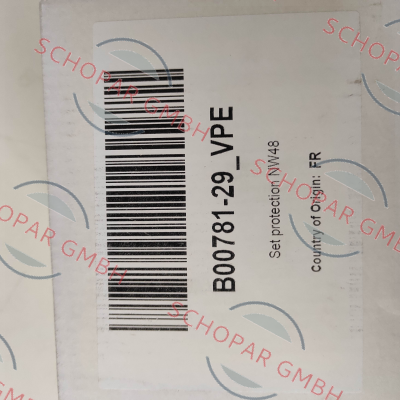 B00781-29_VPE
Set protection NW48
Country of Origin: FR
SCHOPAR GMBH
SCHOPAR GMBH
SCHOPAR GMBH
SCHOPAR GMBH